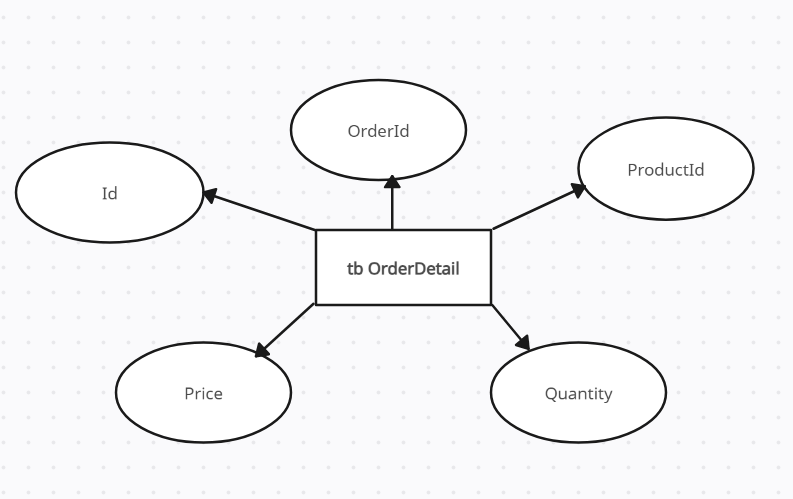 OrderId
ProductId
Id
tb OrderDetail
Price
Quantity